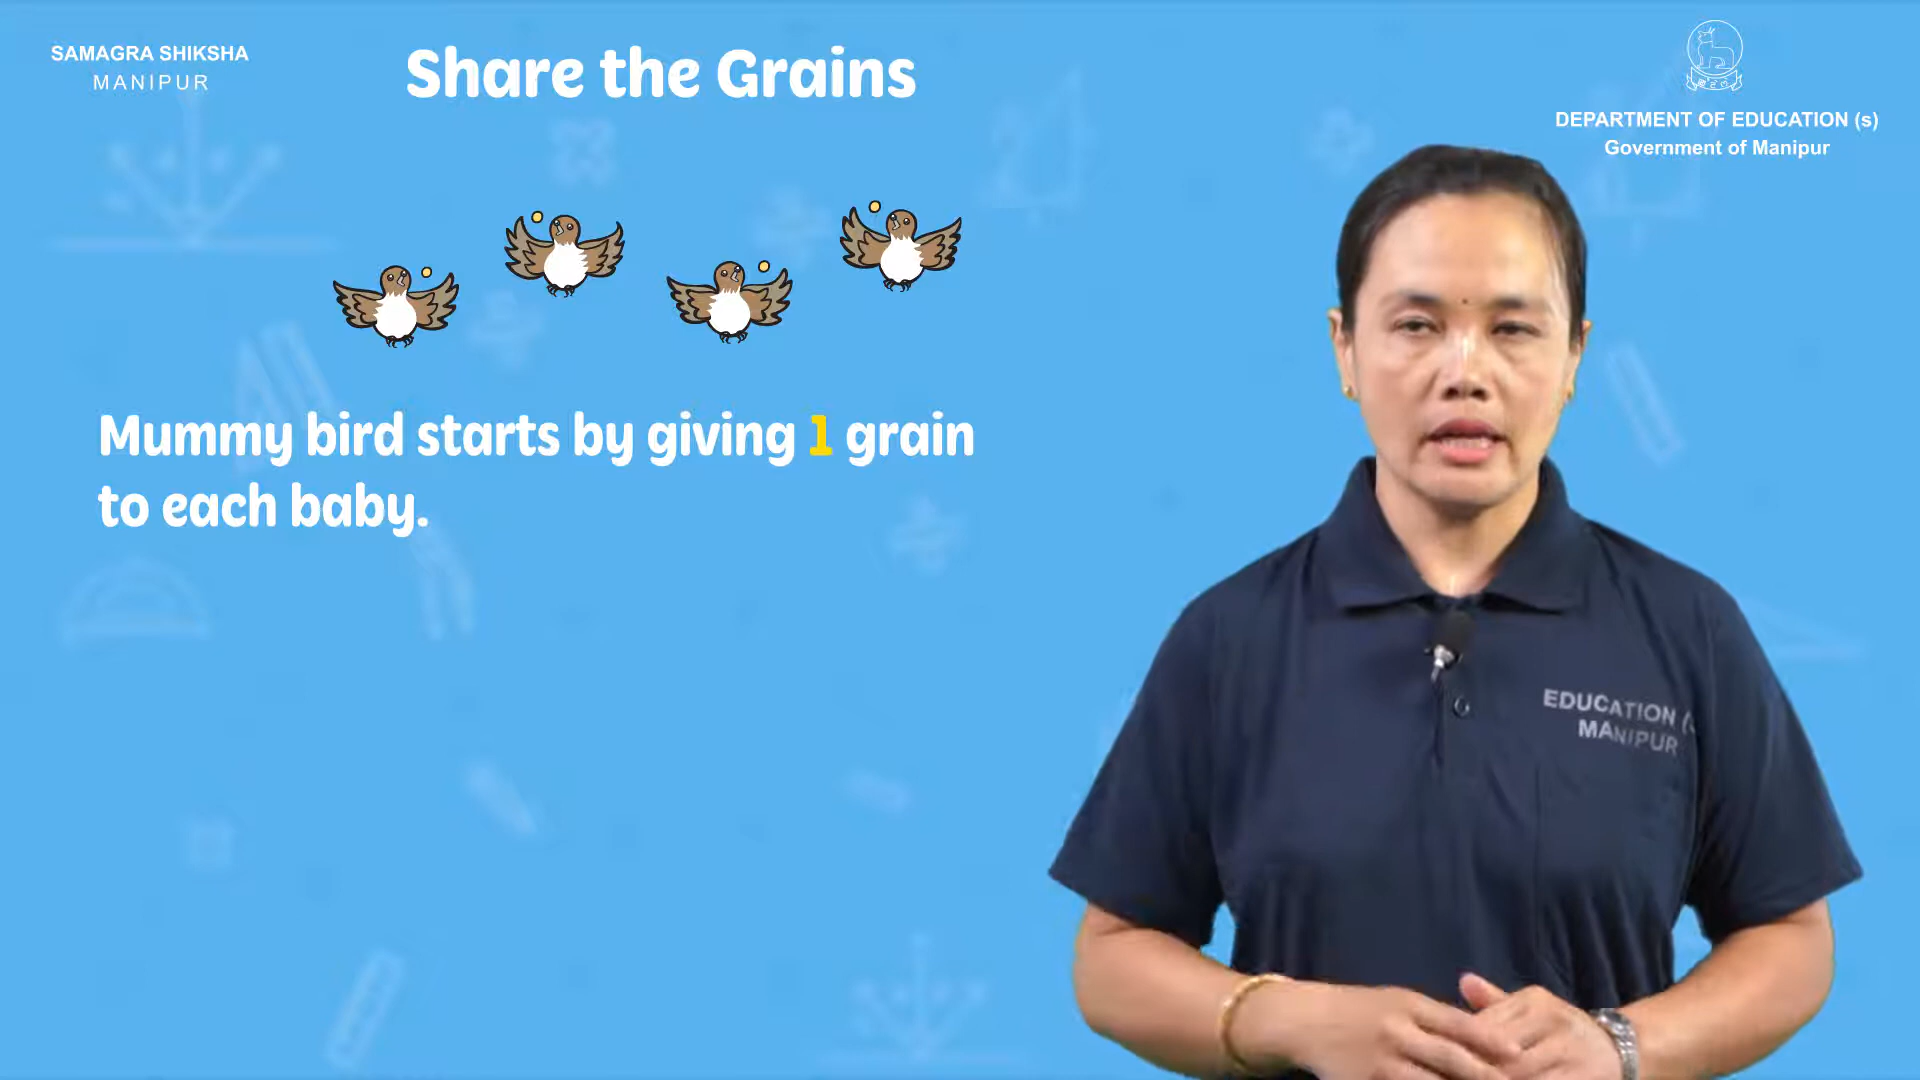 SAMAGRA SHIKSHA
MANIPUR
Share the Grains
DEPARTMENT OF EDUCATION (s)
Government of Manipur
Mummy bird starts by giving 1 grain
to each baby.
EDUCATION (
MANIPUR